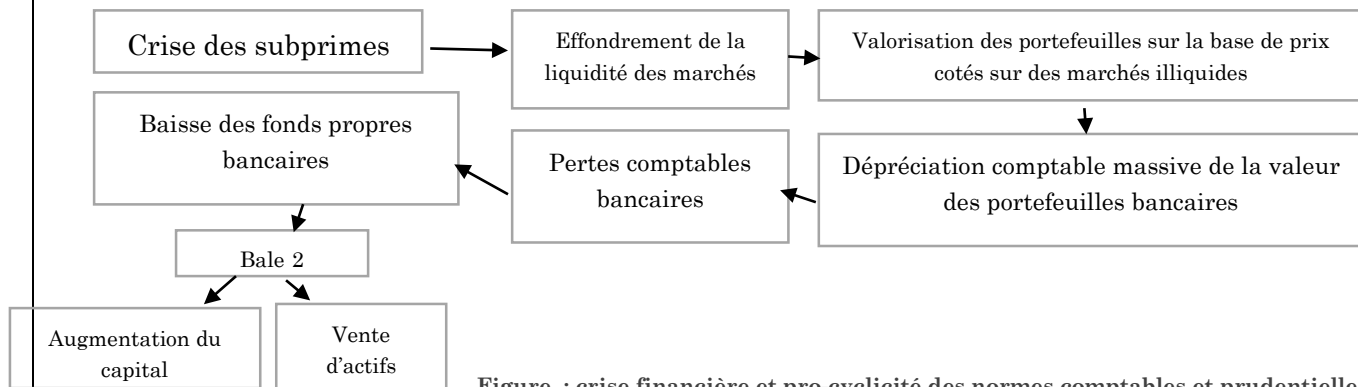 Crise des subprimes
Effondrement de la
liquidité des marchés
Valorisation des portefeuilles sur la base de prix
cotés sur des marchés illiquides
Baisse des fonds propres
bancaires
Pertes comptables
bancaires
Dépréciation comptable massive de la valeur
des portefeuilles bancaires
Bale 2
Augmentation du
capital
Vente
d'actifs
Figure : crise financière et pro cyclicité des normes comptables et prudentielle